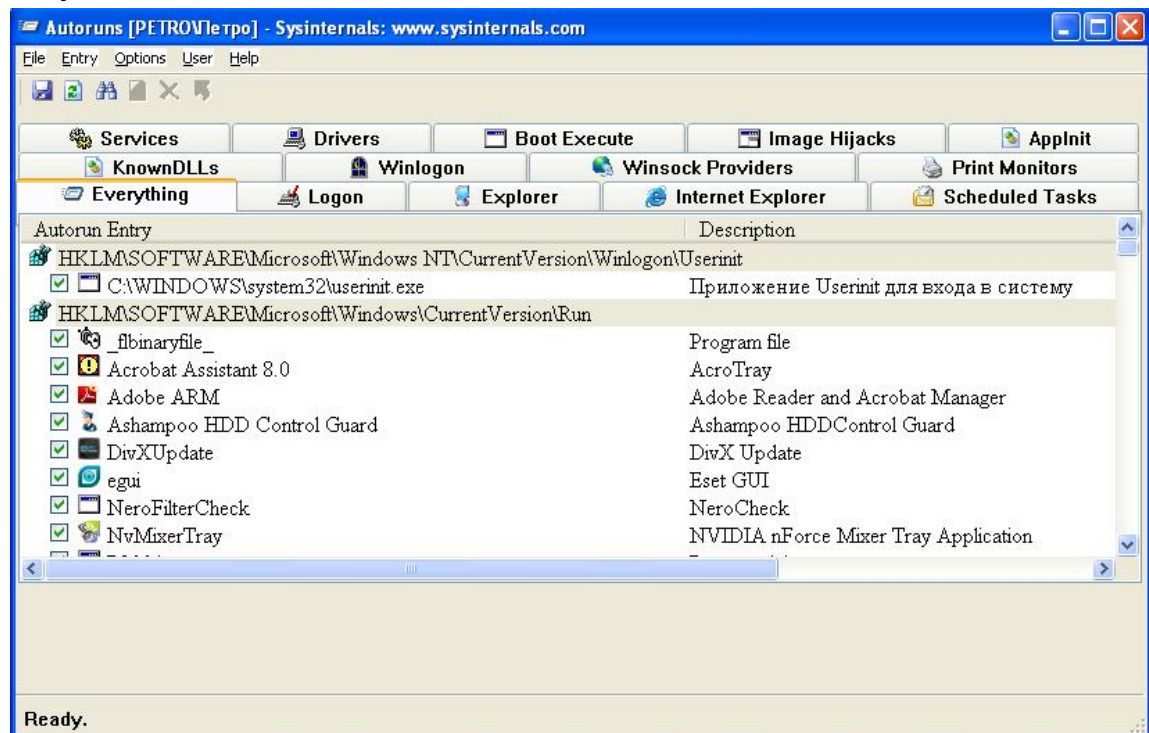 Autoruns [PETRO\Петро] - Sysinternals: www.sysinternals.com
File Entry Options User Help
Services Drivers Boot Execute Image Hijacks AppInit
KnownDLLs Winlogon Winsock Providers Print Monitors
Everything Logon Explorer Internet Explorer Scheduled Tasks
Autorun Entry Description
HKLM\SOFTWARE\Microsoft\Windows NT\CurrentVersion\Winlogon\Userinit
C:\WINDOWS\system32\userinit.exe Приложение Userinit для входа в систему
HKLM\SOFTWARE\Microsoft\Windows\CurrentVersion\Run
_flbinaryfile_ Program file
Acrobat Assistant 8.0 AcroTray
Adobe ARM Adobe Reader and Acrobat Manager
Ashampoo HDD Control Guard Ashampoo HDDControl Guard
DivXUpdate DivX Update
egui Eset GUI
NeroFilterCheck NeroCheck
NvMixerTray NVIDIA nForce Mixer Tray Application
Ready.